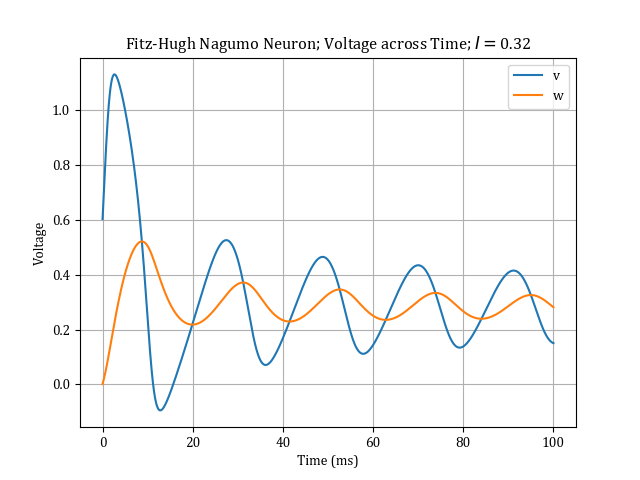 Fitz-Hugh Nagumo Neuron; Voltage across Time; I = 0.32
v
w
Voltage
1.0
0.8
0.6
0.4
0.2
0.0
0 20 40 60 80 100
Time (ms)